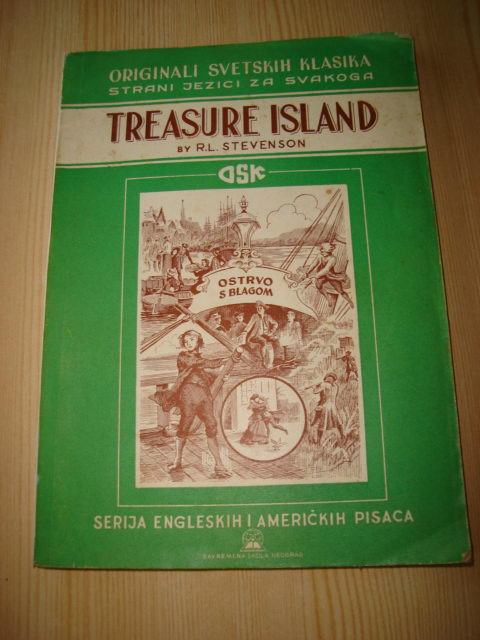 ORIGINALI SVETSKIH KLASIKA
STRANI JEZICI ZA SVAKOGA
TREASURE ISLAND
BY R.L. STEVENSON
OSK
OSTRVO
S BLAGOM
SERIJA ENGLESKIH I AMERIČKIH PISACA
SAVREMENA ŠKOLA BEOGRAD